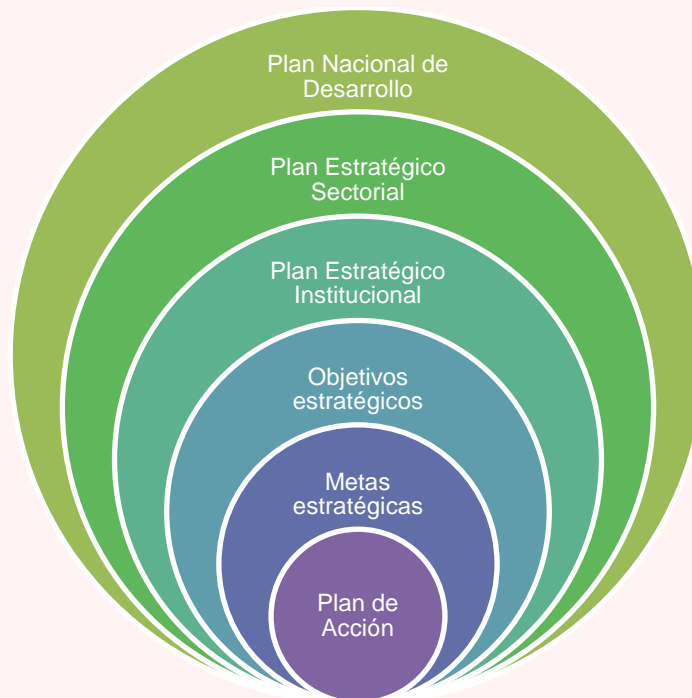 Plan Nacional de
Desarrollo
Plan Estratégico
Sectorial
Plan Estratégico
Institucional
Objetivos
estratégicos
Metas
estratégicas
Plan de
Acción